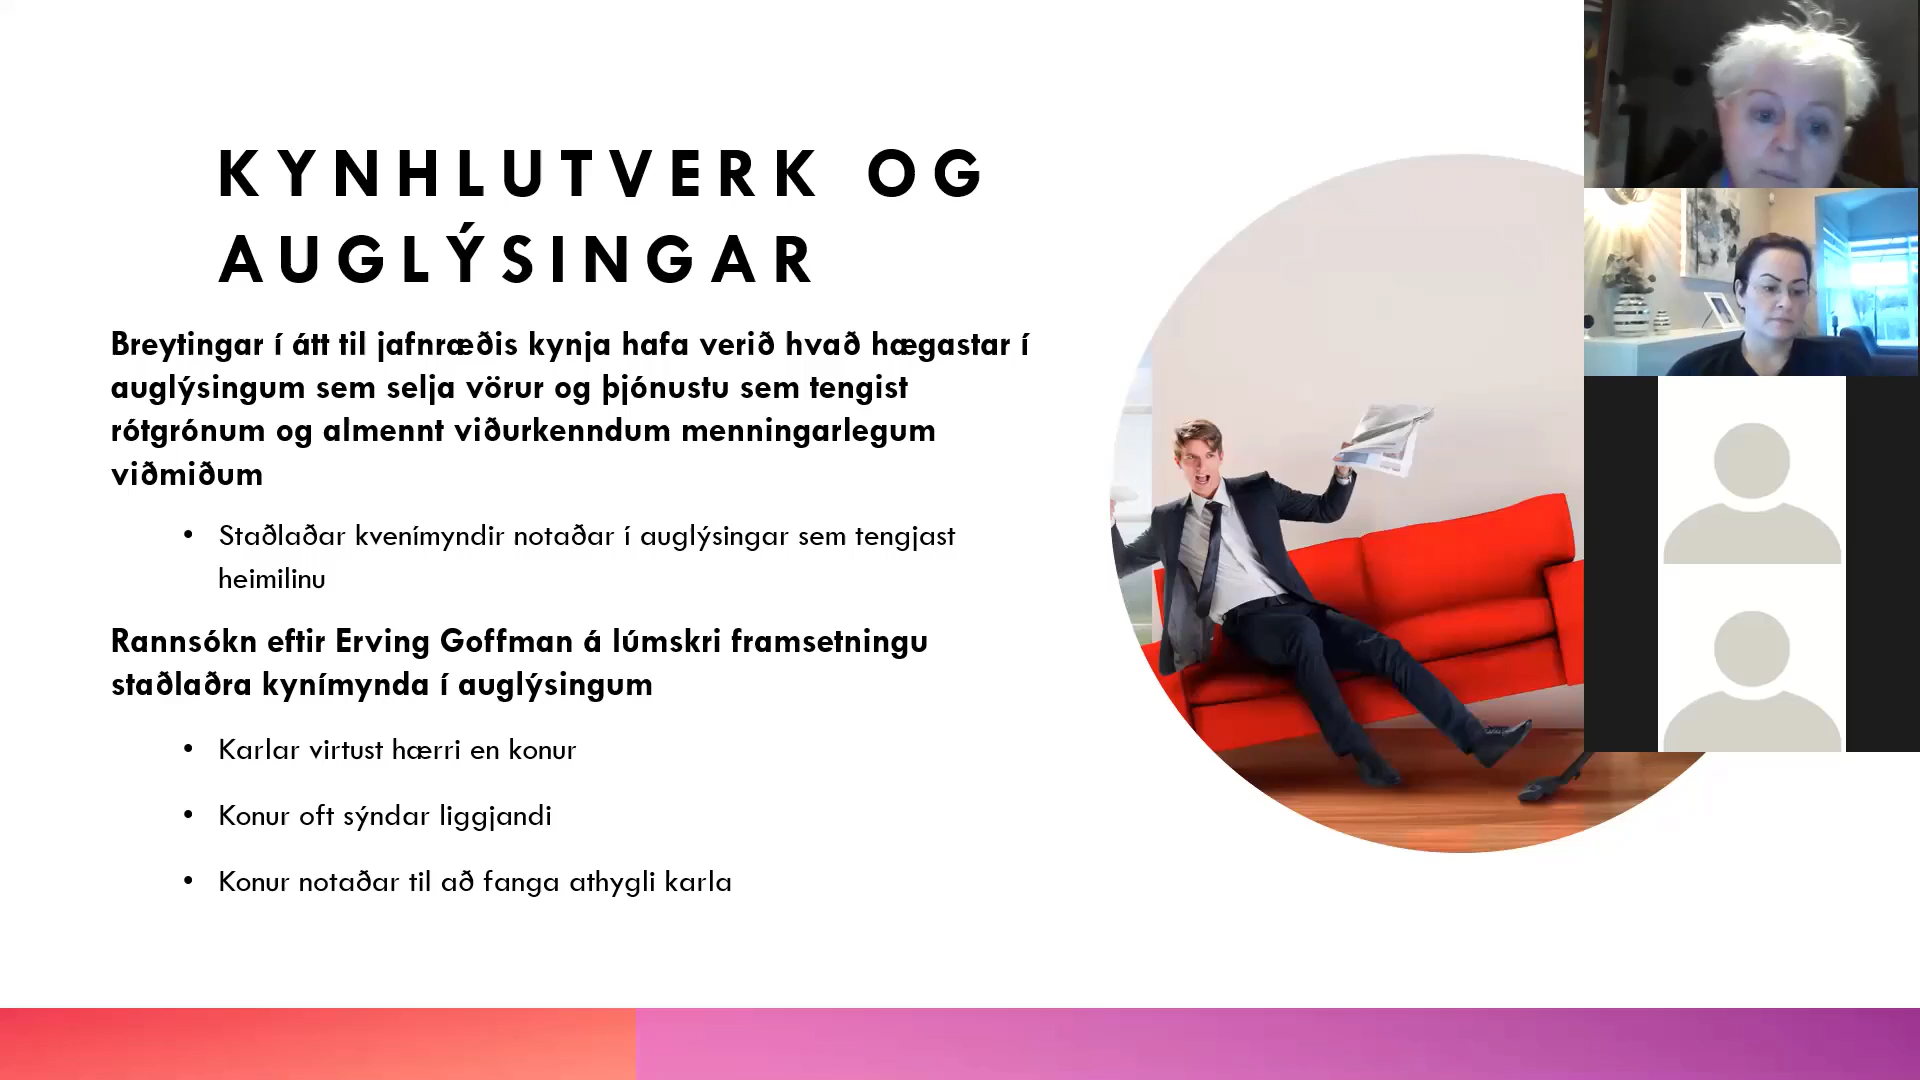 KYNHLUTVERK OG
AUGLÝSINGAR
Breytingar í átt til jafnræðis kynja hafa verið hvað hægastar í
auglýsingum sem selja vörur og þjónustu sem tengist
rótgrónum og almennt viðurkenndum menningarlegum
viðmiðum
• Staðlaðar kvenímyndir notaðar í auglýsingar sem tengjast
heimilinu
Rannsókn eftir Erving Goffman á lúmskri framsetningu
staðlaðra kynímynda í auglýsingum
• Karlar virtust hærri en konur
• Konur oft sýndar liggjandi
• Konur notaðar til að fanga athygli karla